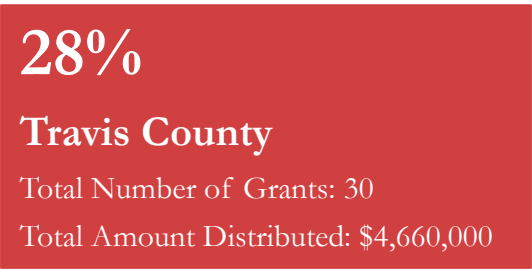 28%
Travis County
Total Number of Grants: 30
Total Amount Distributed: $4,660,000